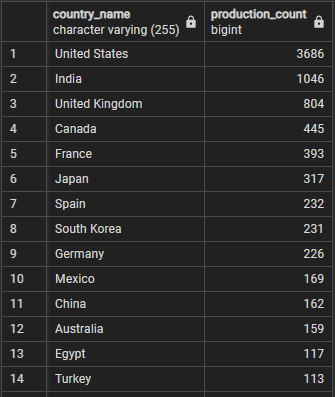 country_name production_count
character varying (255) bigint
1 United States 3686
2 India 1046
3 United Kingdom 804
4 Canada 445
5 France 393
6 Japan 317
7 Spain 232
8 South Korea 231
9 Germany 226
10 Mexico 169
11 China 162
12 Australia 159
13 Egypt 117
14 Turkey 113